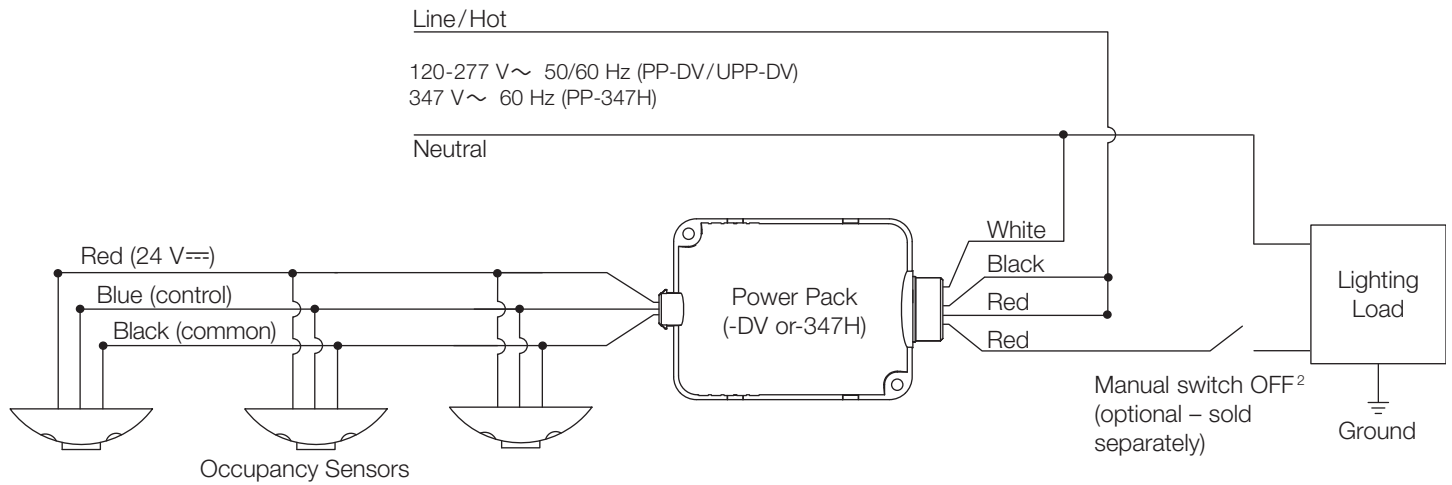 Line/Hot
120-277 V~ 50/60 Hz (PP-DV/UPP-DV)
347 V~ 60 Hz (PP-347H)
Neutral
White
Black
Red
Red
Red (24 V⎓)
Blue (control)
Black (common)
Power Pack
(-DV or-347H)
Lighting
Load
Manual switch OFF²
(optional – sold
separately)
Ground
Occupancy Sensors